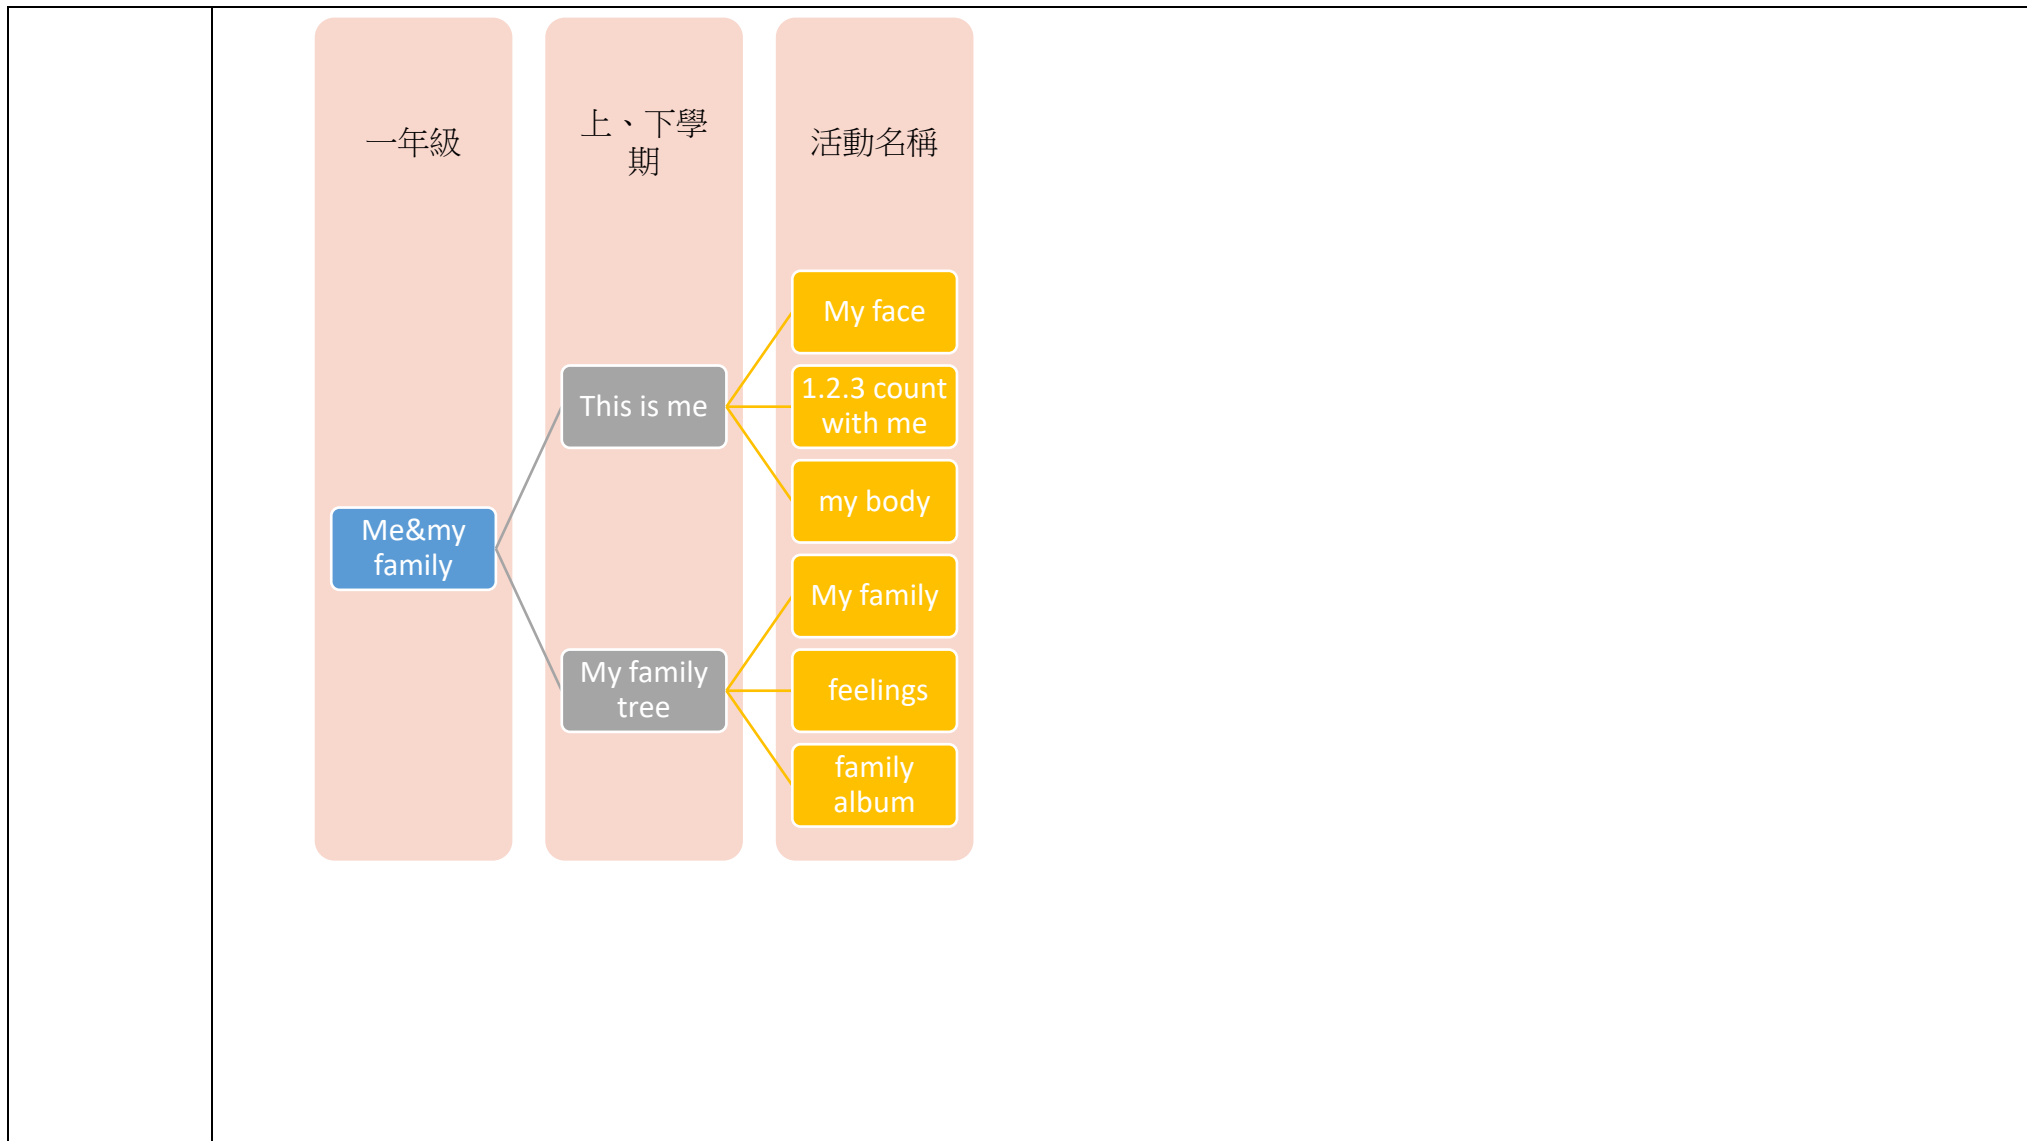 一年級
上、下學
期
活動名稱
Me&my
family
This is me
My family
tree
My face
1.2.3 count
with me
my body
My family
feelings
family
album